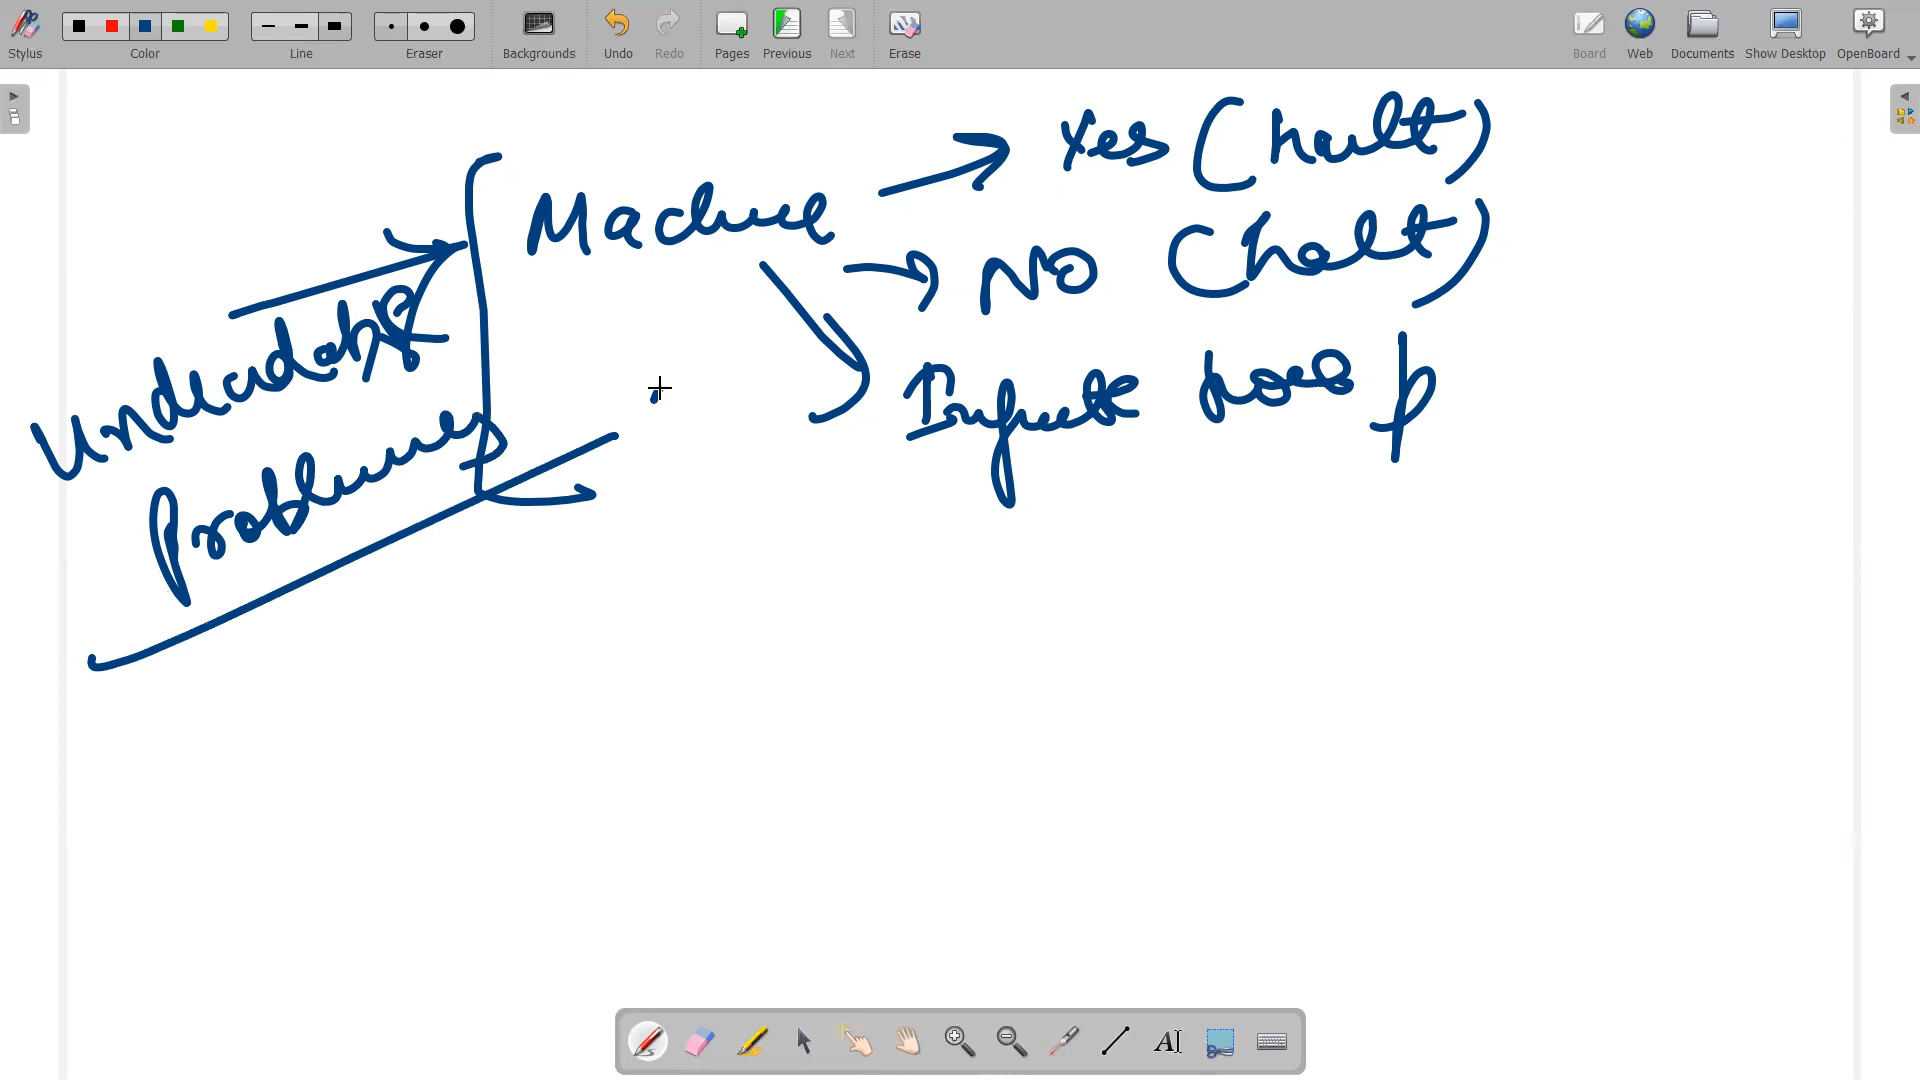 Stylus
Color
Line
Eraser
Backgrounds
Undo
Redo
Pages
Previous
Next
Erase
Board
Web
Documents
Show Desktop
OpenBoard
Machine → Yes (halt)
→ NO (halt)
Infinite Loop
Undecidable
Problems